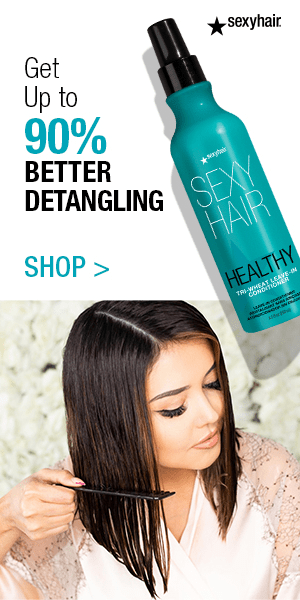 sexyhair.
Get
Up to
90%
BETTER
DETANGLING
SHOP >
sexyhair.
SEXY
HAIR
HEALTHY
TRI-WHEAT LEAVE-IN
CONDITIONER